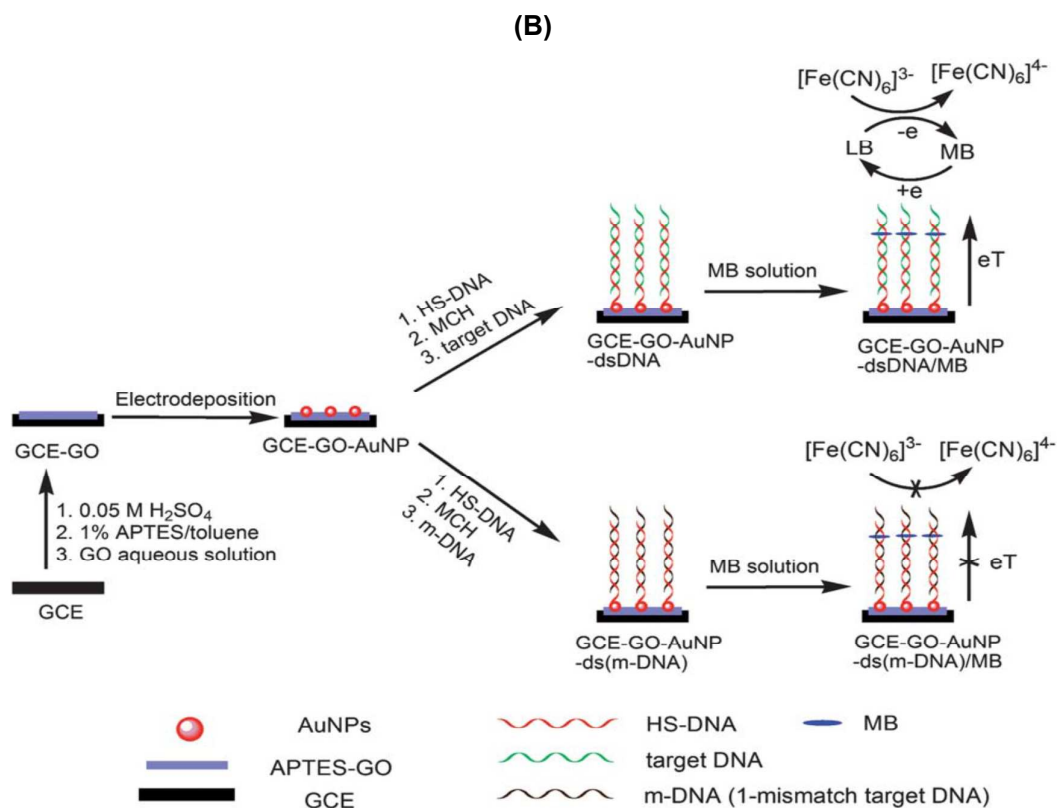 (B)
[Fe(CN)₆]³⁻ [Fe(CN)₆]⁴⁻
-e
LB MB
+e
eT
MB solution
1. HS-DNA
2. MCH
3. target DNA
GCE-GO-AuNP
-dsDNA
GCE-GO-AuNP
-dsDNA/MB
Electrodeposition
GCE-GO
GCE-GO-AuNP
1. 0.05 M H₂SO₄
2. 1% APTES/toluene
3. GO aqueous solution
GCE
1. HS-DNA
2. MCH
3. m-DNA
[Fe(CN)₆]³⁻ [Fe(CN)₆]⁴⁻
MB solution
eT
GCE-GO-AuNP
-ds(m-DNA)
GCE-GO-AuNP
-ds(m-DNA)/MB
AuNPs
APTES-GO
GCE
HS-DNA
target DNA
m-DNA (1-mismatch target DNA)
MB